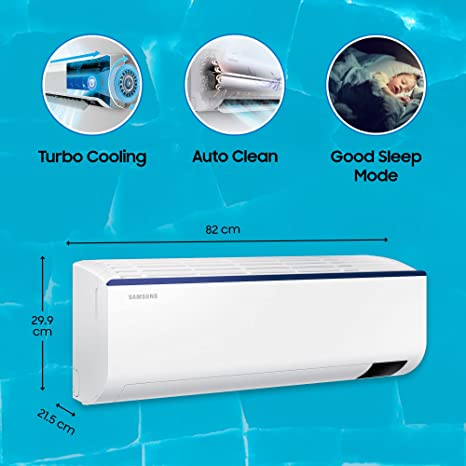 Turbo Cooling
Auto Clean
Good Sleep
Mode
82 cm
SAMSUNG
29.9
cm
21.5 cm